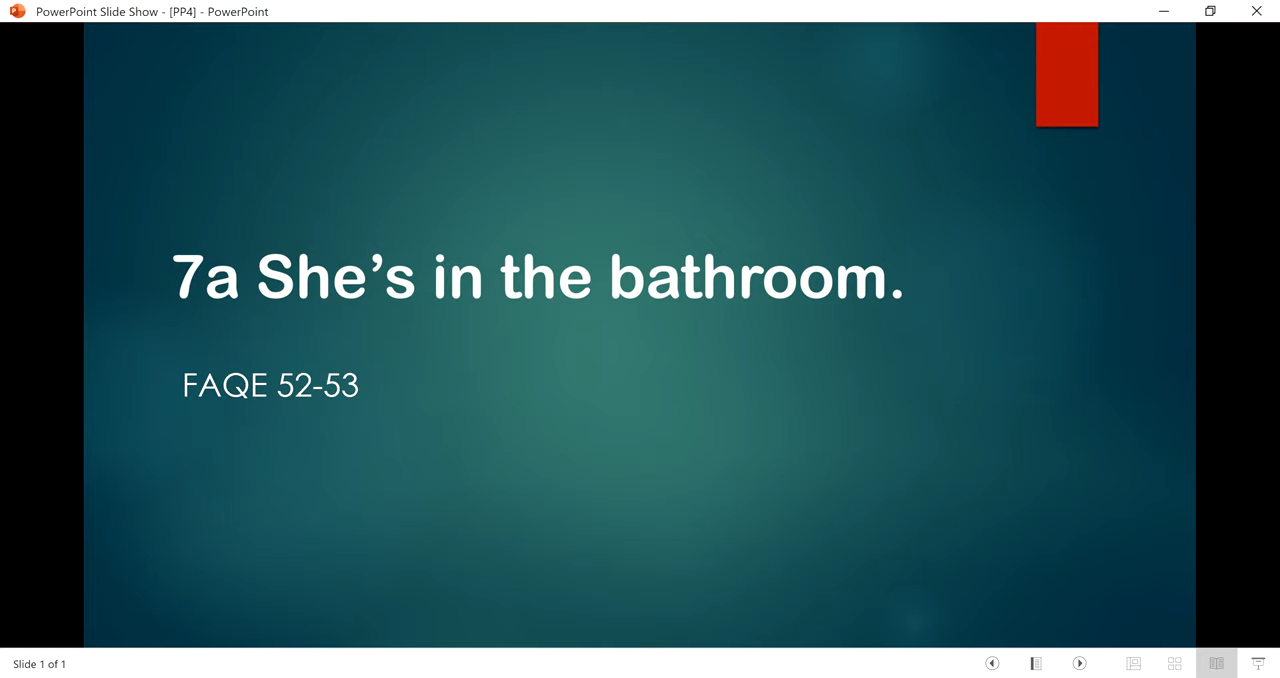 PowerPoint Slide Show - [PP4] - PowerPoint
7a She’s in the bathroom.
FAQE 52-53
Slide 1 of 1